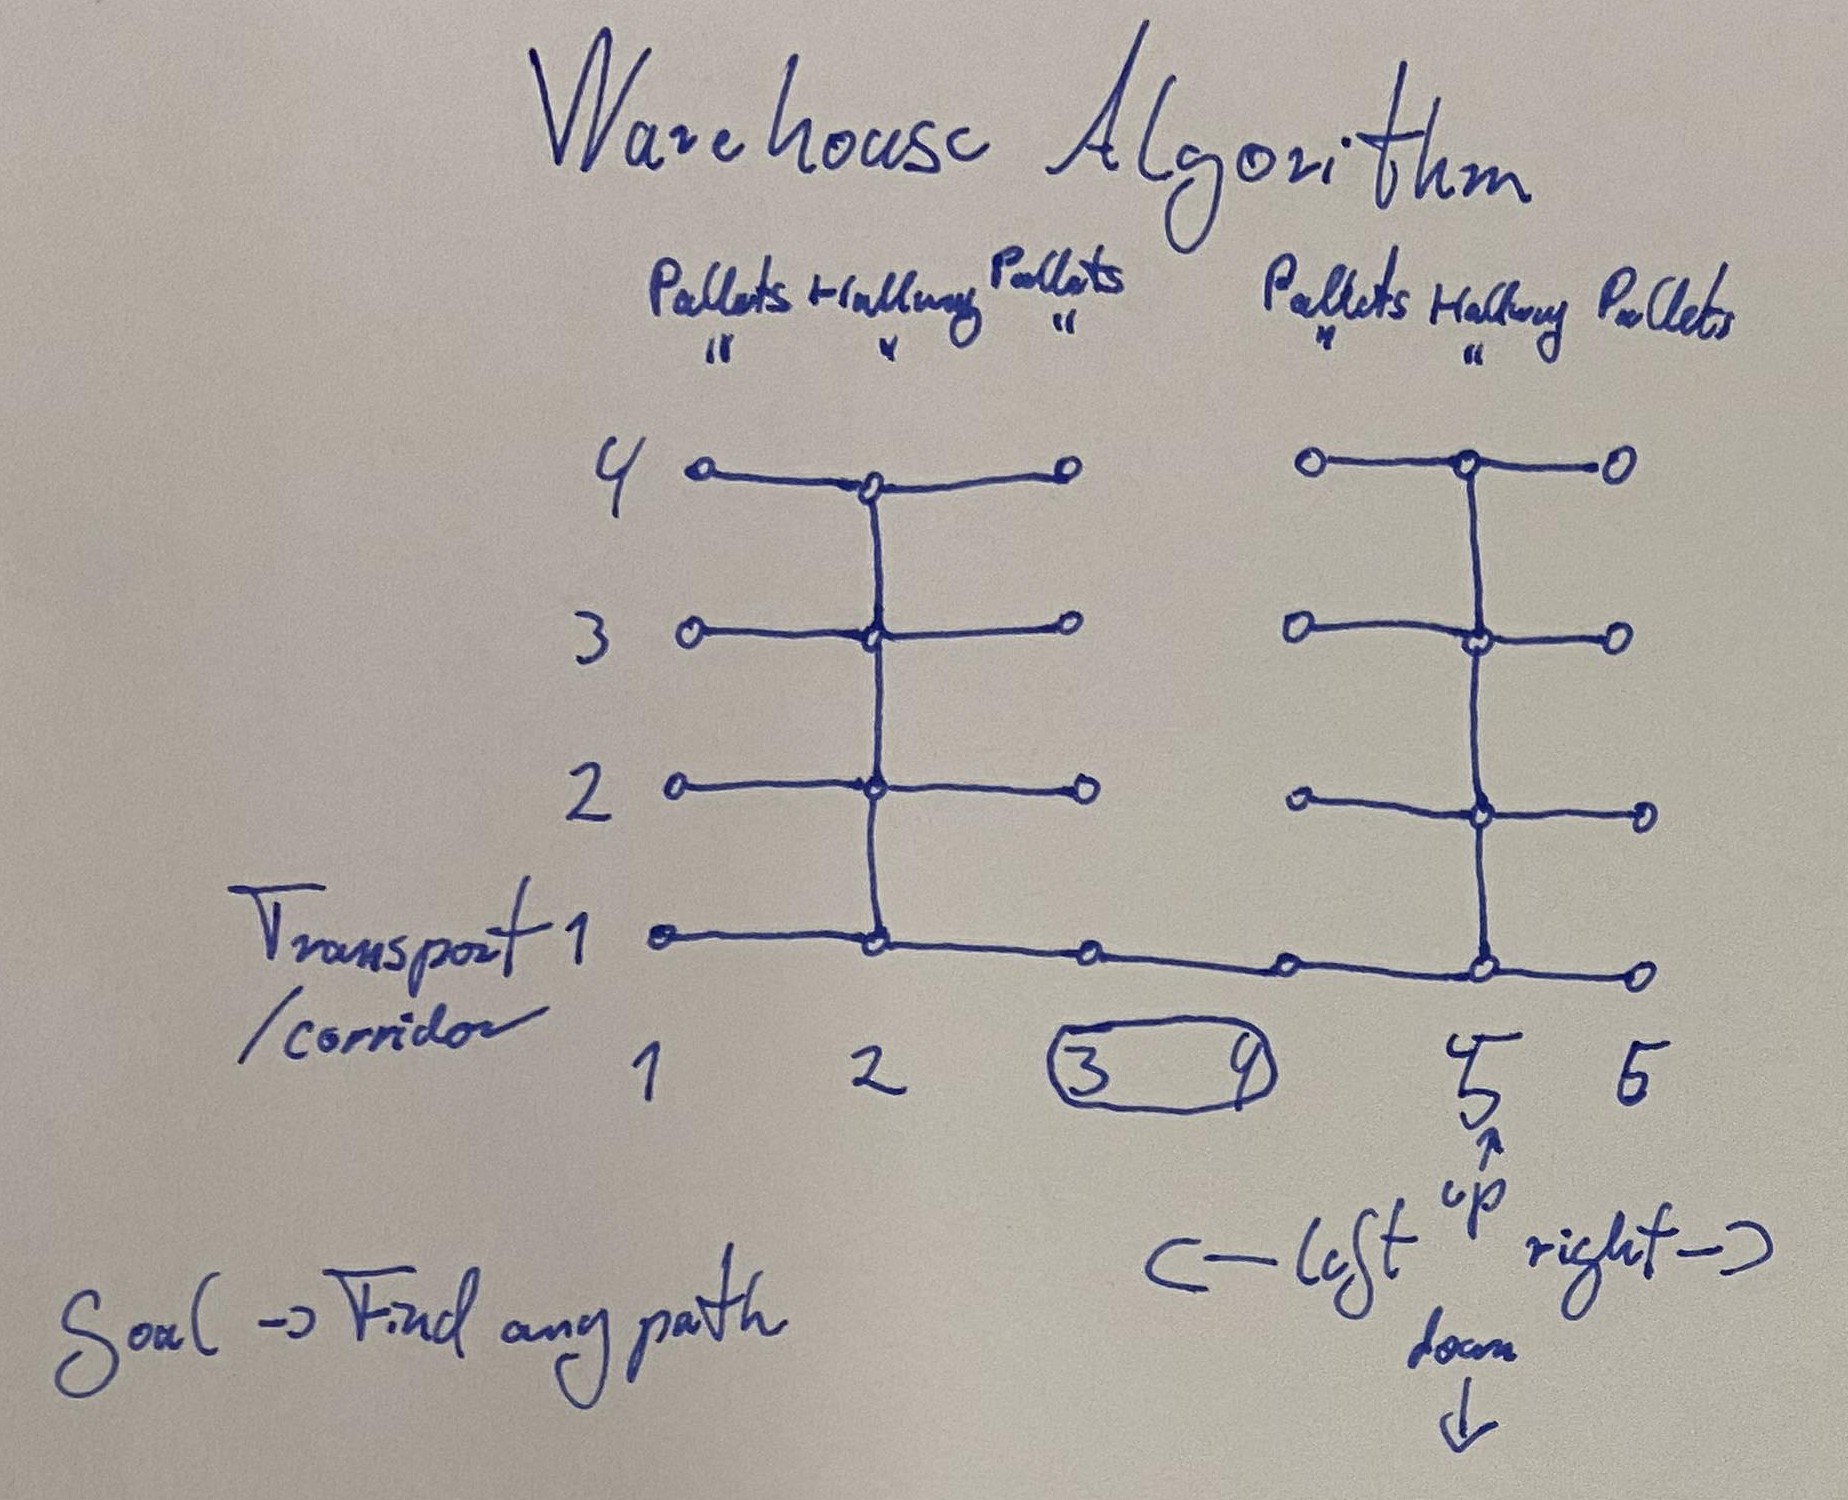 Warehouse Algorithm
Pallets Hallway Pallets Pallets Hallway Pallets
" " " " "
4
3
2
Transport 1
/corridor
1 2 3 4 5 6
up
<- left right ->
down
Goal -> Find any path